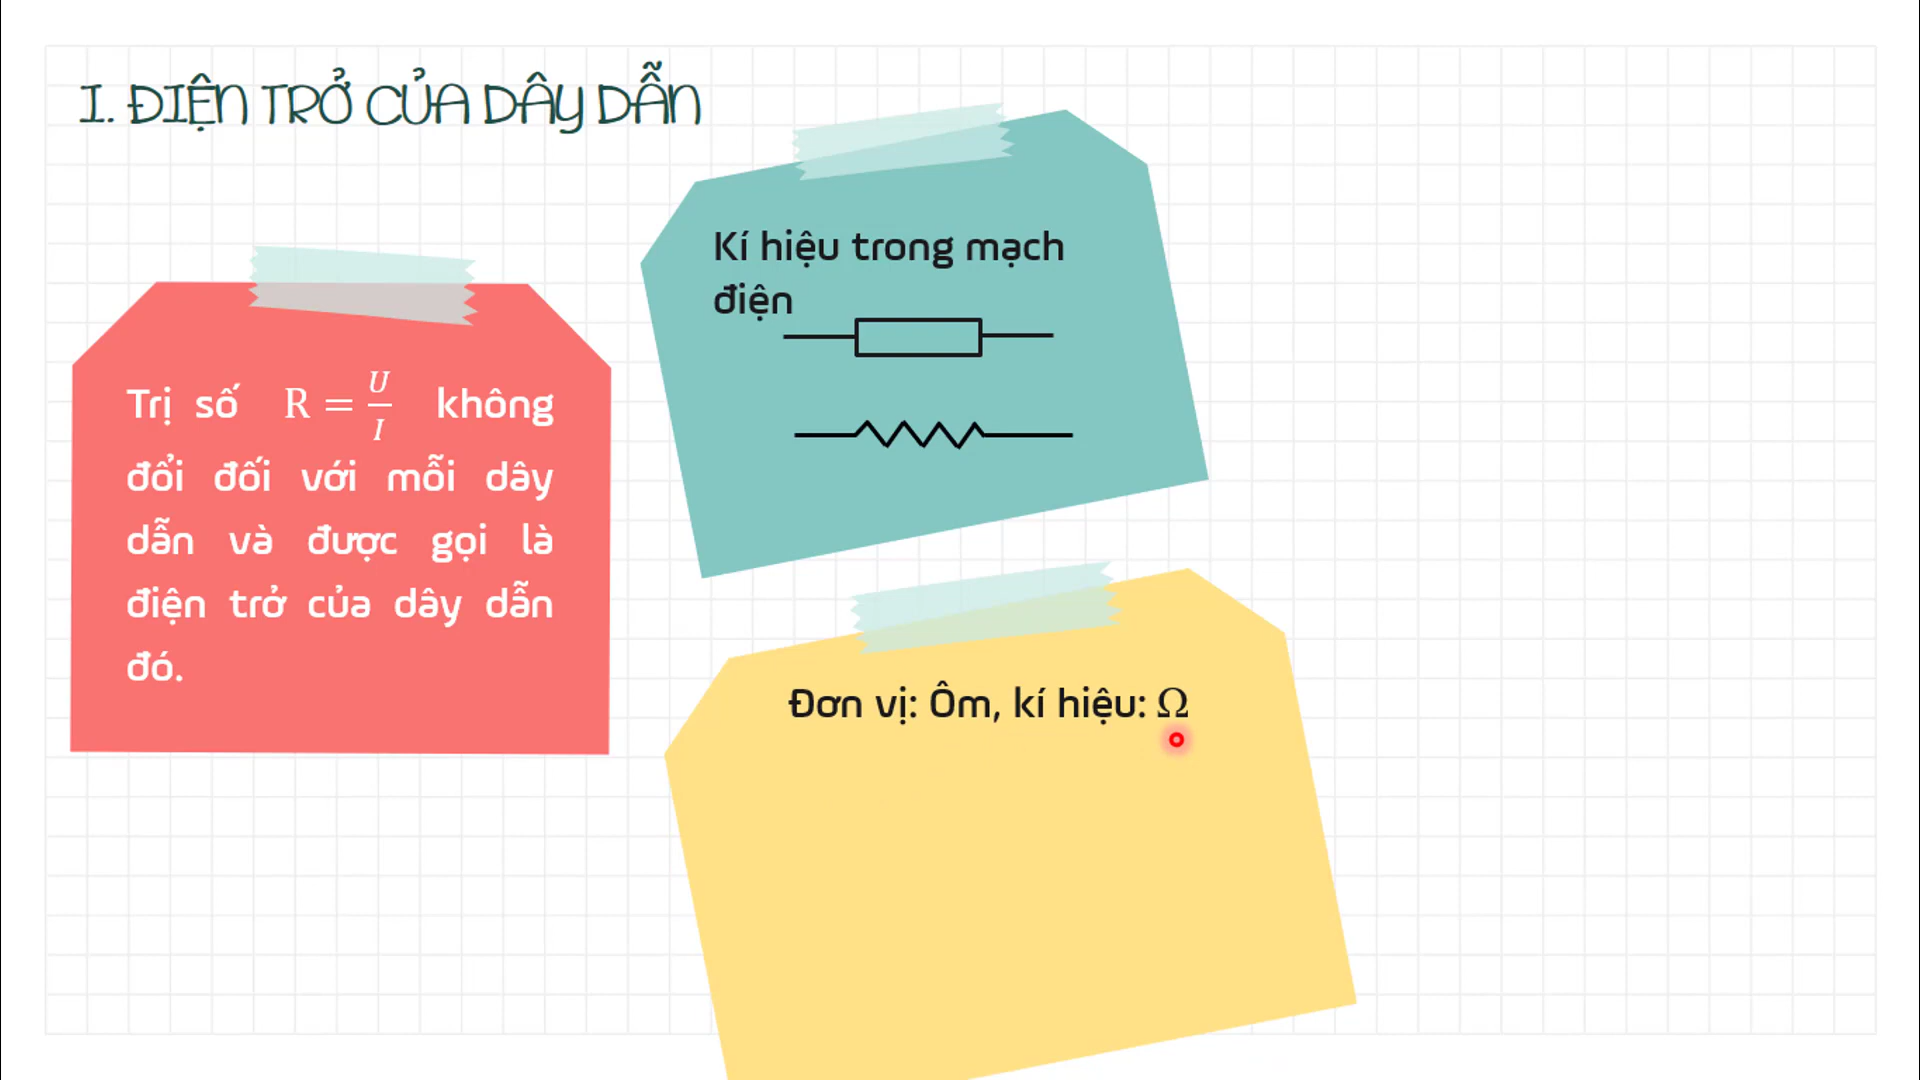 I. ĐIỆN TRỞ CỦA DÂY DẪN
Trị số R = U/I không
đổi đối với mỗi dây
dẫn và được gọi là
điện trở của dây dẫn
đó.
Kí hiệu trong mạch
điện
Đơn vị: Ôm, kí hiệu: Ω